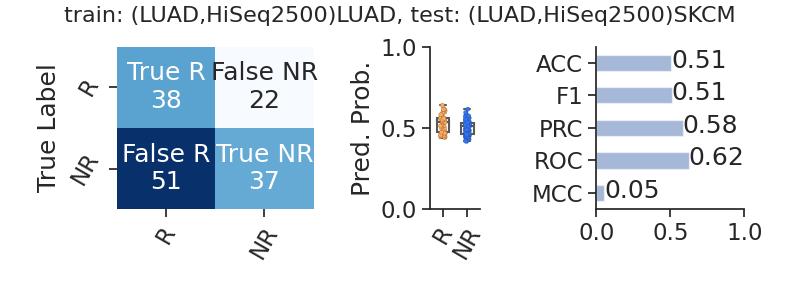 train: (LUAD,HiSeq2500)LUAD, test: (LUAD,HiSeq2500)SKCM
True Label
R
NR
True R
38
False NR
22
False R
51
True NR
37
R
NR
Pred. Prob.
1.0
0.5
0.0
R
NR
ACC
0.51
F1
0.51
PRC
0.58
ROC
0.62
MCC
0.05
0.0
0.5
1.0